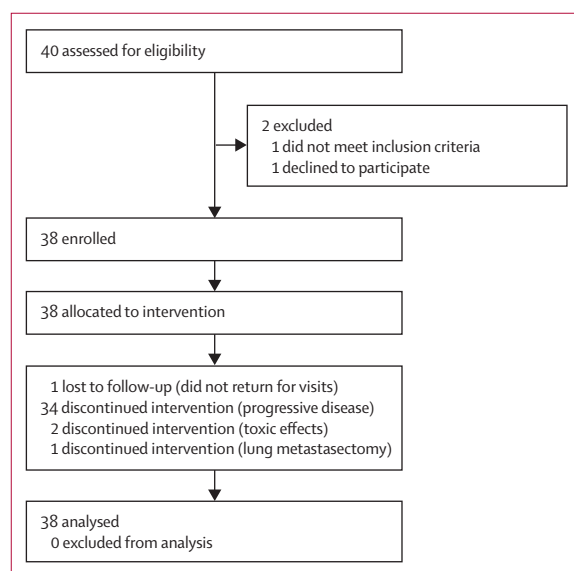 40 assessed for eligibility
2 excluded
1 did not meet inclusion criteria
1 declined to participate
38 enrolled
38 allocated to intervention
1 lost to follow-up (did not return for visits)
34 discontinued intervention (progressive disease)
2 discontinued intervention (toxic effects)
1 discontinued intervention (lung metastasectomy)
38 analysed
0 excluded from analysis